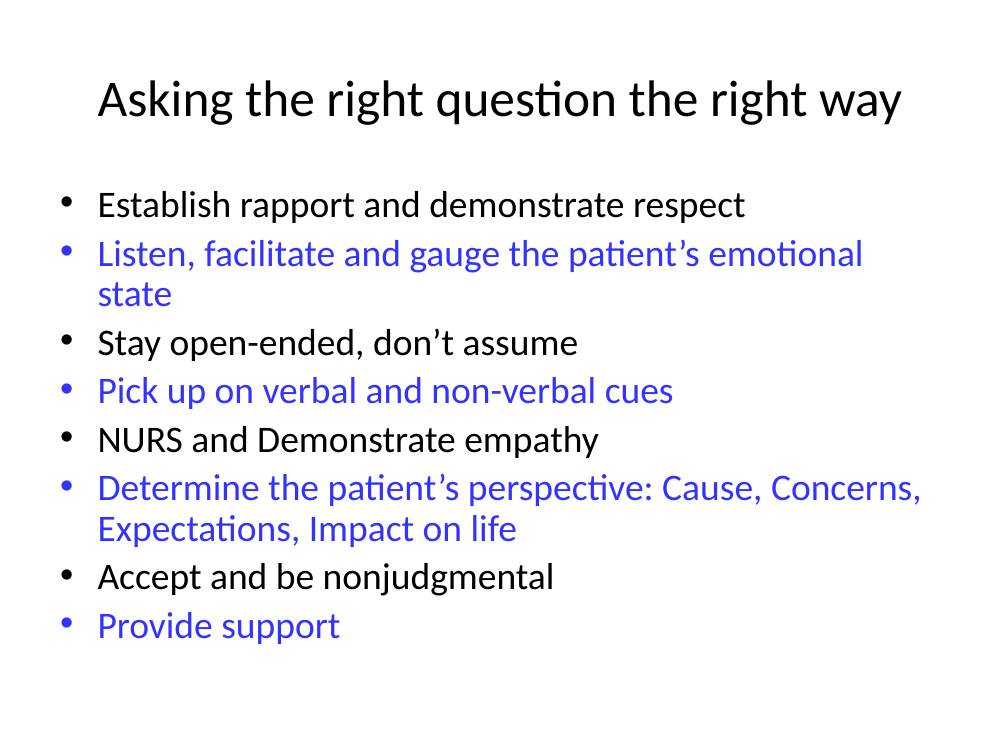 Asking the right question the right way
• Establish rapport and demonstrate respect
• Listen, facilitate and gauge the patient’s emotional
state
• Stay open-ended, don’t assume
• Pick up on verbal and non-verbal cues
• NURS and Demonstrate empathy
• Determine the patient’s perspective: Cause, Concerns,
Expectations, Impact on life
• Accept and be nonjudgmental
• Provide support